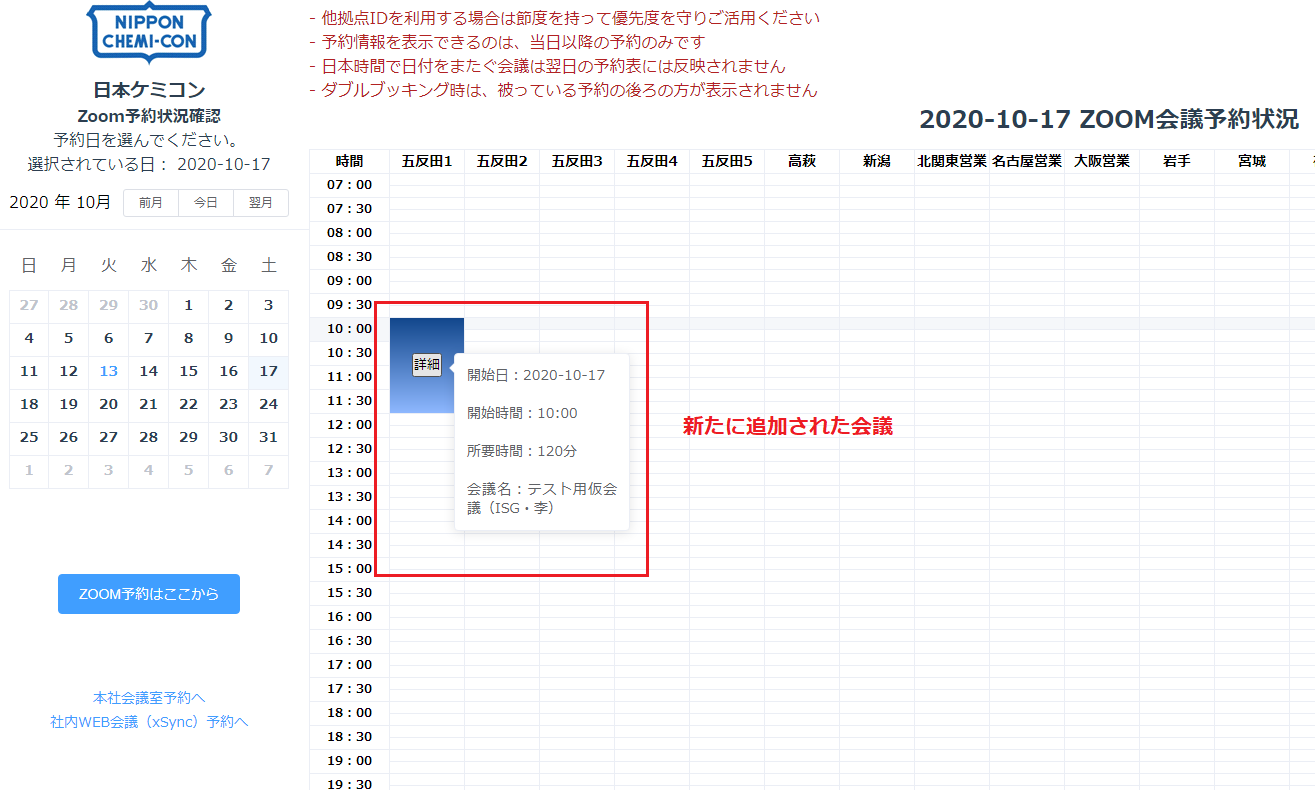 NIPPON
CHEMI-CON
日本ケミコン
Zoom予約状況確認
予約日を選んでください。
選択されている日： 2020-10-17
2020 年 10月 前月 今日 翌月
日 月 火 水 木 金 土
27 28 29 30 1 2 3
4 5 6 7 8 9 10
11 12 13 14 15 16 17
18 19 20 21 22 23 24
25 26 27 28 29 30 31
1 2 3 4 5 6 7
ZOOM予約はここから
本社会議室予約へ
社内WEB会議（xSync）予約へ
- 他拠点IDを利用する場合は節度を持って優先度を守りご活用ください
- 予約情報を表示できるのは、当日以降の予約のみです
- 日本時間で日付をまたぐ会議は翌日の予約表には反映されません
- ダブルブッキング時は、被っている予約の後ろの方が表示されません
2020-10-17 ZOOM会議予約状況
時間 五反田1 五反田2 五反田3 五反田4 五反田5 高萩 新潟 北関東営業 名古屋営業 大阪営業 岩手 宮城
07：00
07：30
08：00
08：30
09：00
09：30
10：00
10：30
11：00
11：30
12：00
12：30
13：00
13：30
14：00
14：30
15：00
15：30
16：00
16：30
17：00
17：30
18：00
18：30
19：00
19：30
詳細
開始日：2020-10-17
開始時間：10:00
所要時間：120分
会議名：テスト用仮会
議（ISG・李）
新たに追加された会議